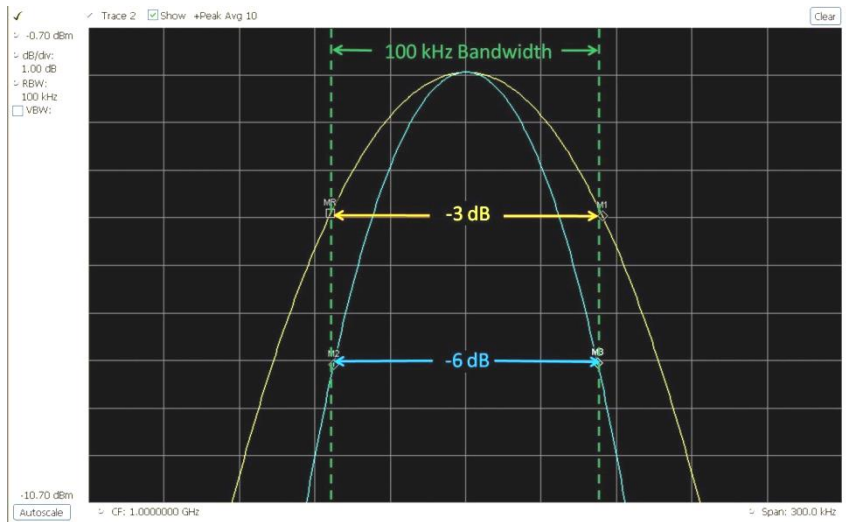 Trace 2 Show +Peak Avg 10 Clear
-0.70 dBm
dB/div:
1.00 dB
RBW:
100 kHz
VBW:
100 kHz Bandwidth
MR M1
-3 dB
M2 M3
-6 dB
-10.70 dBm
Autoscale CF: 1.0000000 GHz Span: 300.0 kHz